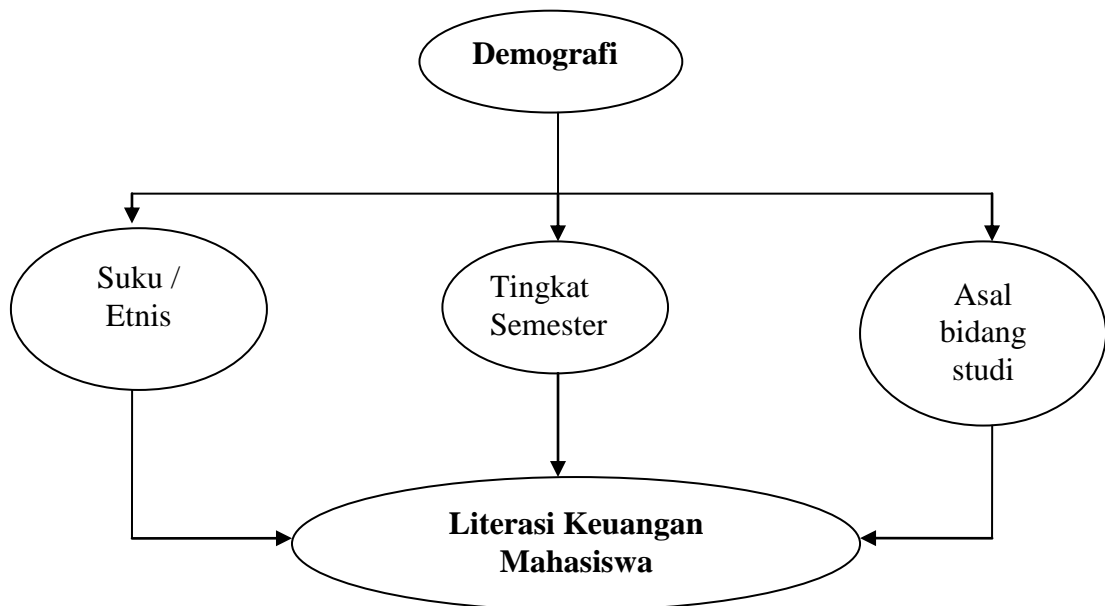 Demografi
Suku /
Etnis
Tingkat
Semester
Asal
bidang
studi
Literasi Keuangan
Mahasiswa